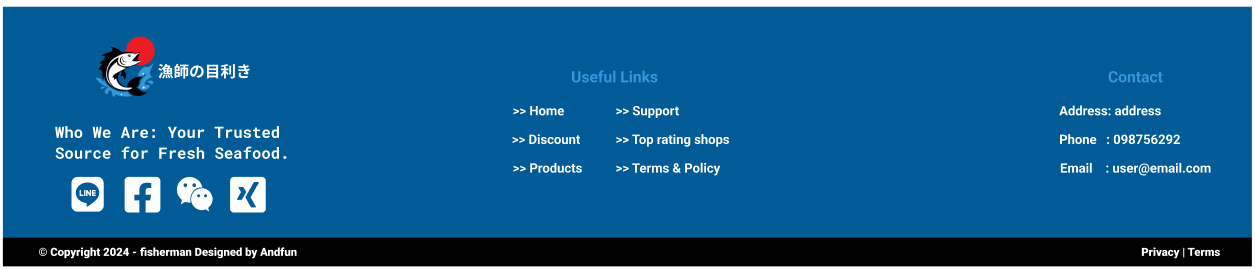 漁師の目利き
Who We Are: Your Trusted
Source for Fresh Seafood.
LINE
Useful Links
>> Home
>> Support
>> Discount
>> Top rating shops
>> Products
>> Terms & Policy
Contact
Address: address
Phone : 098756292
Email : user@email.com
© Copyright 2024 - fisherman Designed by Andfun
Privacy | Terms